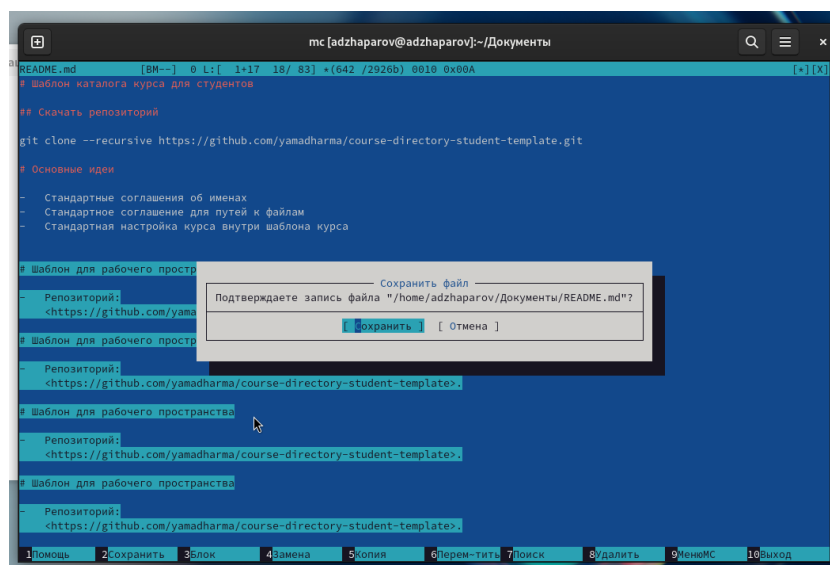 mc [adzhaparov@adzhaparov]:~/Документы
README.md [BM--] 0 L:[ 1+17 18/ 83] *(642 /2926b) 0010 0x00A [*][X]
# Шаблон каталога курса для студентов
## Скачать репозиторий
git clone --recursive https://github.com/yamadharma/course-directory-student-template.git
# Основные идеи
- Стандартные соглашения об именах
- Стандартное соглашение для путей к файлам
- Стандартная настройка курса внутри шаблона курса
# Шаблон для рабочего простр
Сохранить файл
- Репозиторий:
Подтверждаете запись файла "/home/adzhaparov/Документы/README.md"?
<https://github.com/yama
[ Сохранить ] [ Отмена ]
# Шаблон для рабочего простр
- Репозиторий:
<https://github.com/yamadharma/course-directory-student-template>.
# Шаблон для рабочего пространства
- Репозиторий:
<https://github.com/yamadharma/course-directory-student-template>.
# Шаблон для рабочего пространства
- Репозиторий:
<https://github.com/yamadharma/course-directory-student-template>.
1Помощь 2Сохранить 3Блок 4Замена 5Копия 6Перем~тить 7Поиск 8Удалить 9МенюМС 10Выход